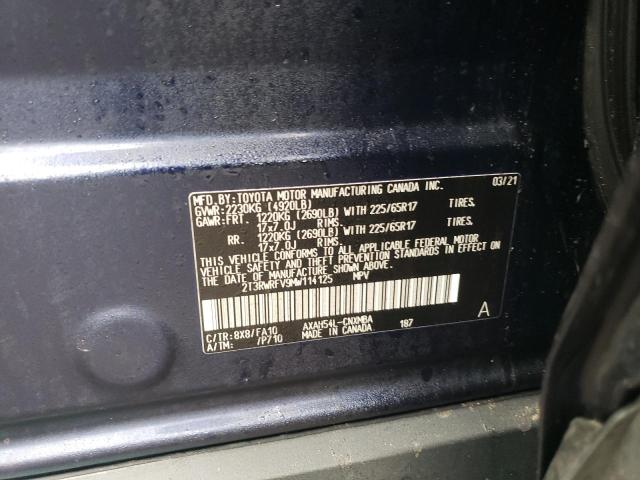 MFD. BY: TOYOTA MOTOR MANUFACTURING CANADA INC. 03/21
GVWR: 2230KG (4920LB)
GAWR: FRT. 1220KG (2690LB) WITH 225/65R17 TIRES,
17x7.0J RIMS,
RR. 1220KG (2690LB) WITH 225/65R17 TIRES,
17x7.0J RIMS.
THIS VEHICLE CONFORMS TO ALL APPLICABLE FEDERAL MOTOR
VEHICLE SAFETY STANDARDS IN EFFECT ON THE
DATE OF MANUFACTURE SHOWN ABOVE.
2T3RWRFV9MW114125 MPV
A
C/TR: 8X8/FA10 AXAH54L-CNXMBA 187
A/TM: /P710 MADE IN CANADA